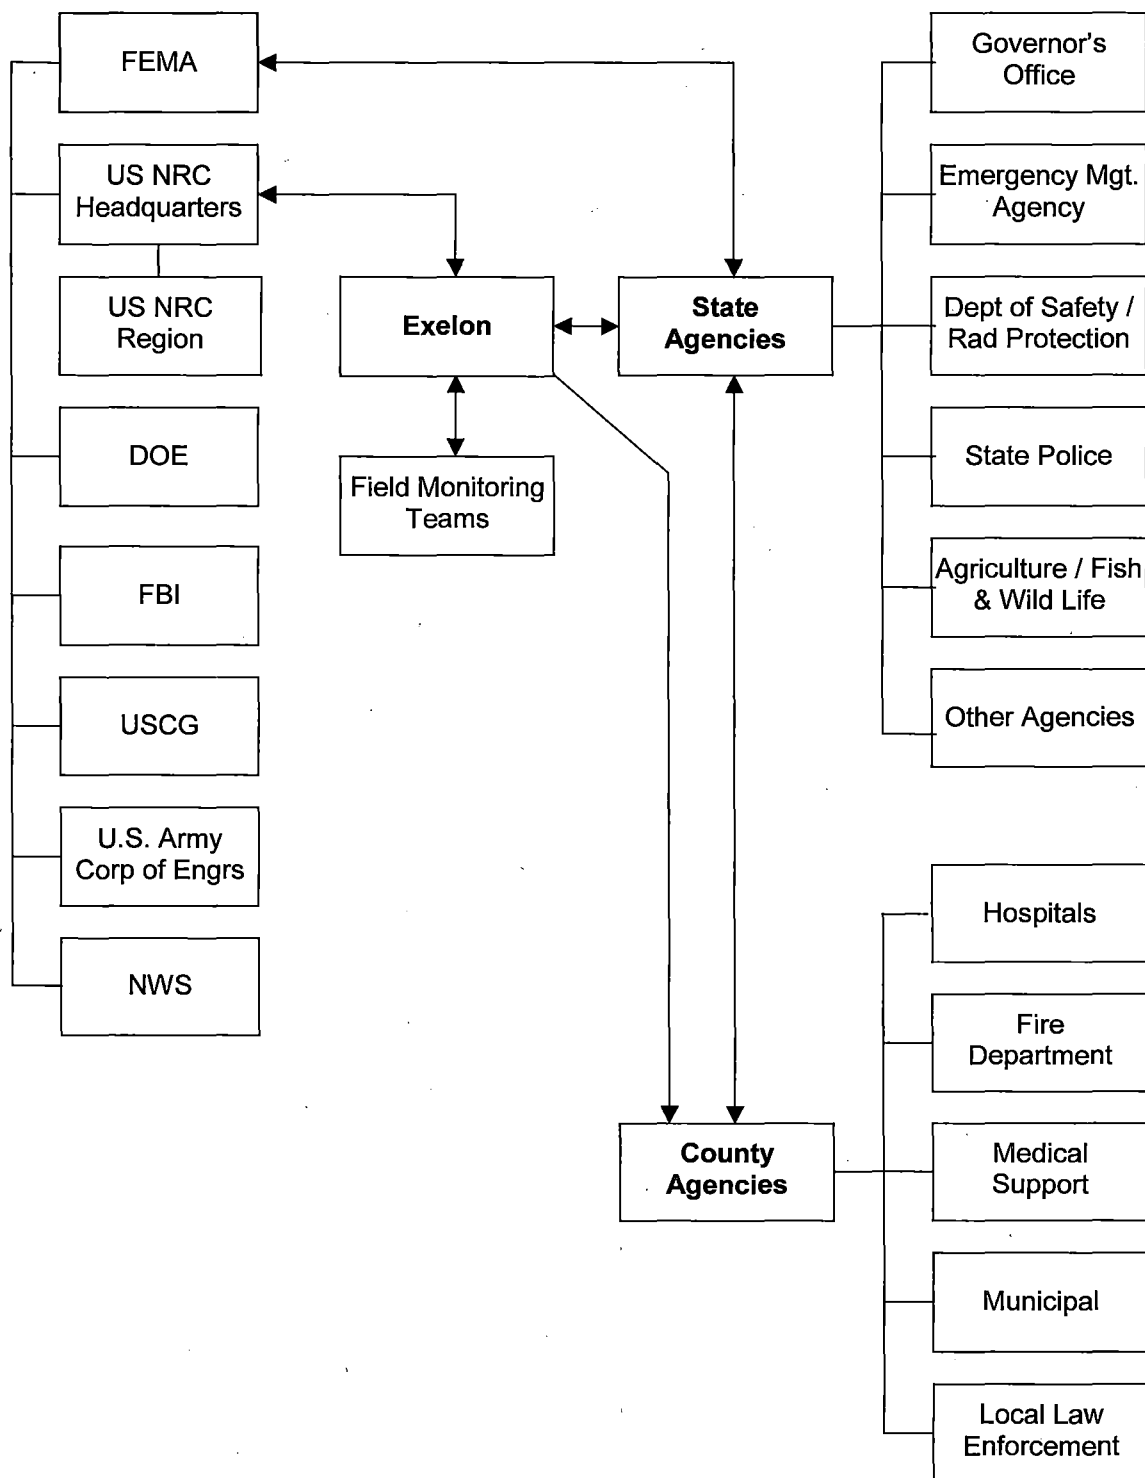 FEMA
US NRC
Headquarters
US NRC
Region
DOE
FBI
USCG
U.S. Army
Corp of Engrs
NWS
Exelon
Field Monitoring
Teams
State
Agencies
County
Agencies
Governor's
Office
Emergency Mgt.
Agency
Dept of Safety /
Rad Protection
State Police
Agriculture / Fish
& Wild Life
Other Agencies
Hospitals
Fire
Department
Medical
Support
Municipal
Local Law
Enforcement